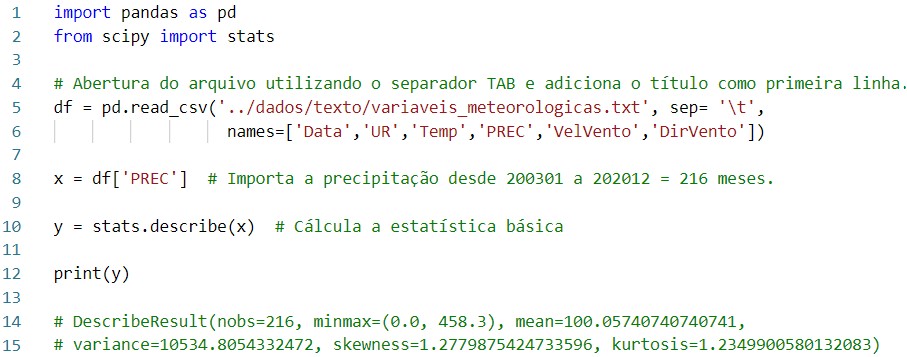 1 import pandas as pd
2 from scipy import stats
3
4 # Abertura do arquivo utilizando o separador TAB e adiciona o título como primeira linha.
5 df = pd.read_csv('../dados/texto/variaveis_meteorologicas.txt', sep= '\t',
6 names=['Data','UR','Temp','PREC','VelVento','DirVento'])
7
8 x = df['PREC']  # Importa a precipitação desde 200301 a 202012 = 216 meses.
9
10 y = stats.describe(x)  # Cálcula a estatística básica
11
12 print(y)
13
14 # DescribeResult(nobs=216, minmax=(0.0, 458.3), mean=100.05740740740741,
15 # variance=10534.8054332472, skewness=1.2779875424733596, kurtosis=1.2349900580132083)